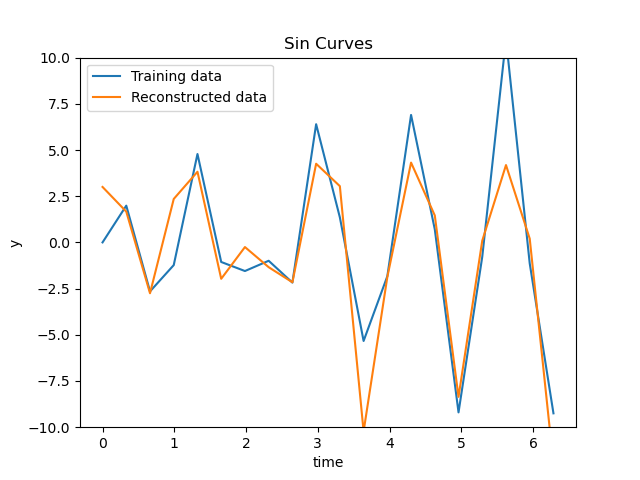 Sin Curves
Training data
Reconstructed data
10.0
7.5
5.0
2.5
0.0
−2.5
−5.0
−7.5
−10.0
y
0 1 2 3 4 5 6
time